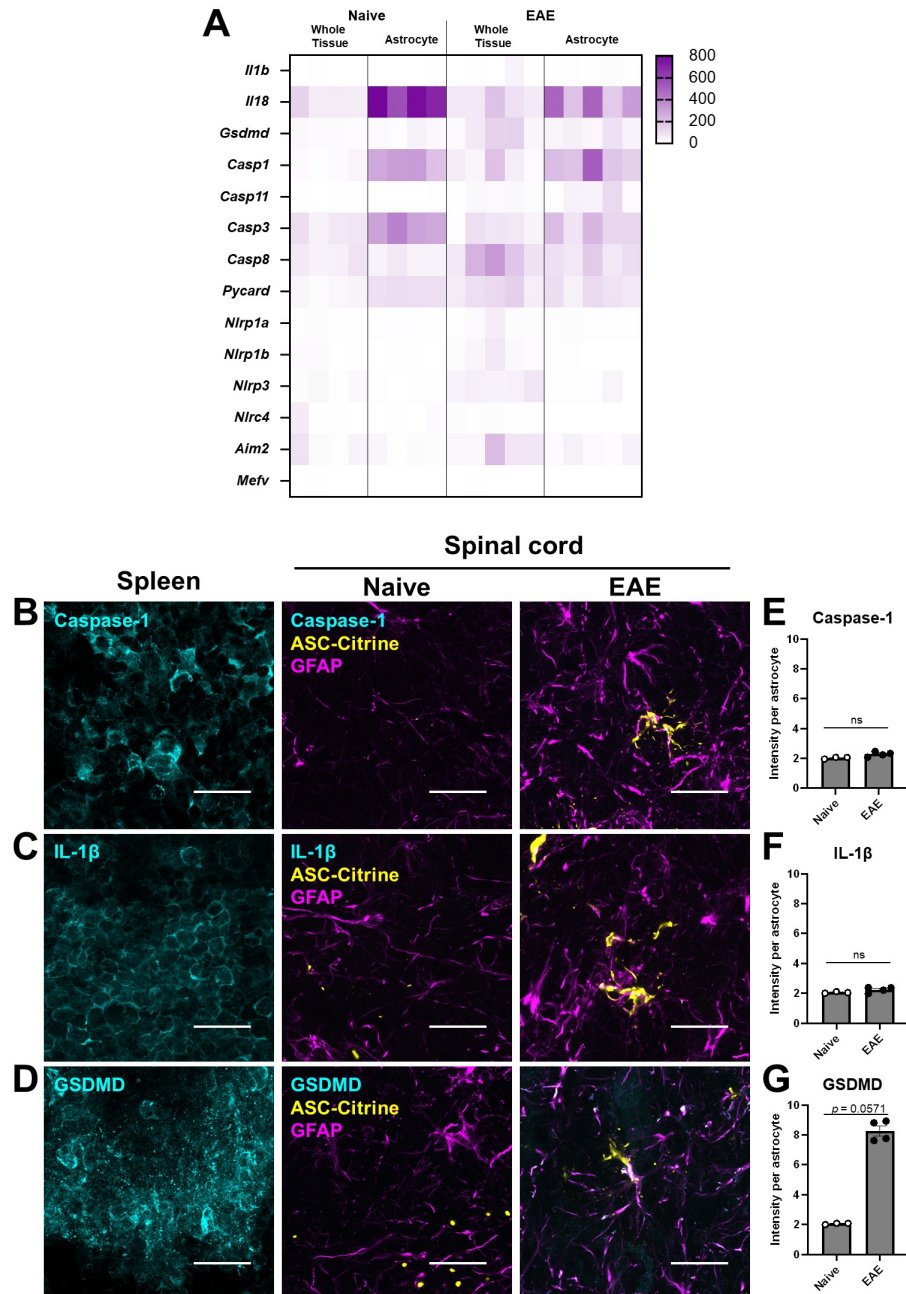 A
Naive
EAE
Whole
Tissue
Astrocyte
Whole
Tissue
Astrocyte
Il1b
Il18
Gsdmd
Casp1
Casp11
Casp3
Casp8
Pycard
Nlrp1a
Nlrp1b
Nlrp3
Nlrc4
Aim2
Mefv
800
600
400
200
0
Spinal cord
Spleen
Naive
EAE
B
Caspase-1
Caspase-1
ASC-Citrine
GFAP
E
Caspase-1
Intensity per astrocyte
10
8
6
4
2
0
ns
Naive
EAE
C
IL-1β
IL-1β
ASC-Citrine
GFAP
F
IL-1β
Intensity per astrocyte
10
8
6
4
2
0
ns
Naive
EAE
D
GSDMD
GSDMD
ASC-Citrine
GFAP
G
GSDMD
Intensity per astrocyte
10
8
6
4
2
0
p = 0.0571
Naive
EAE